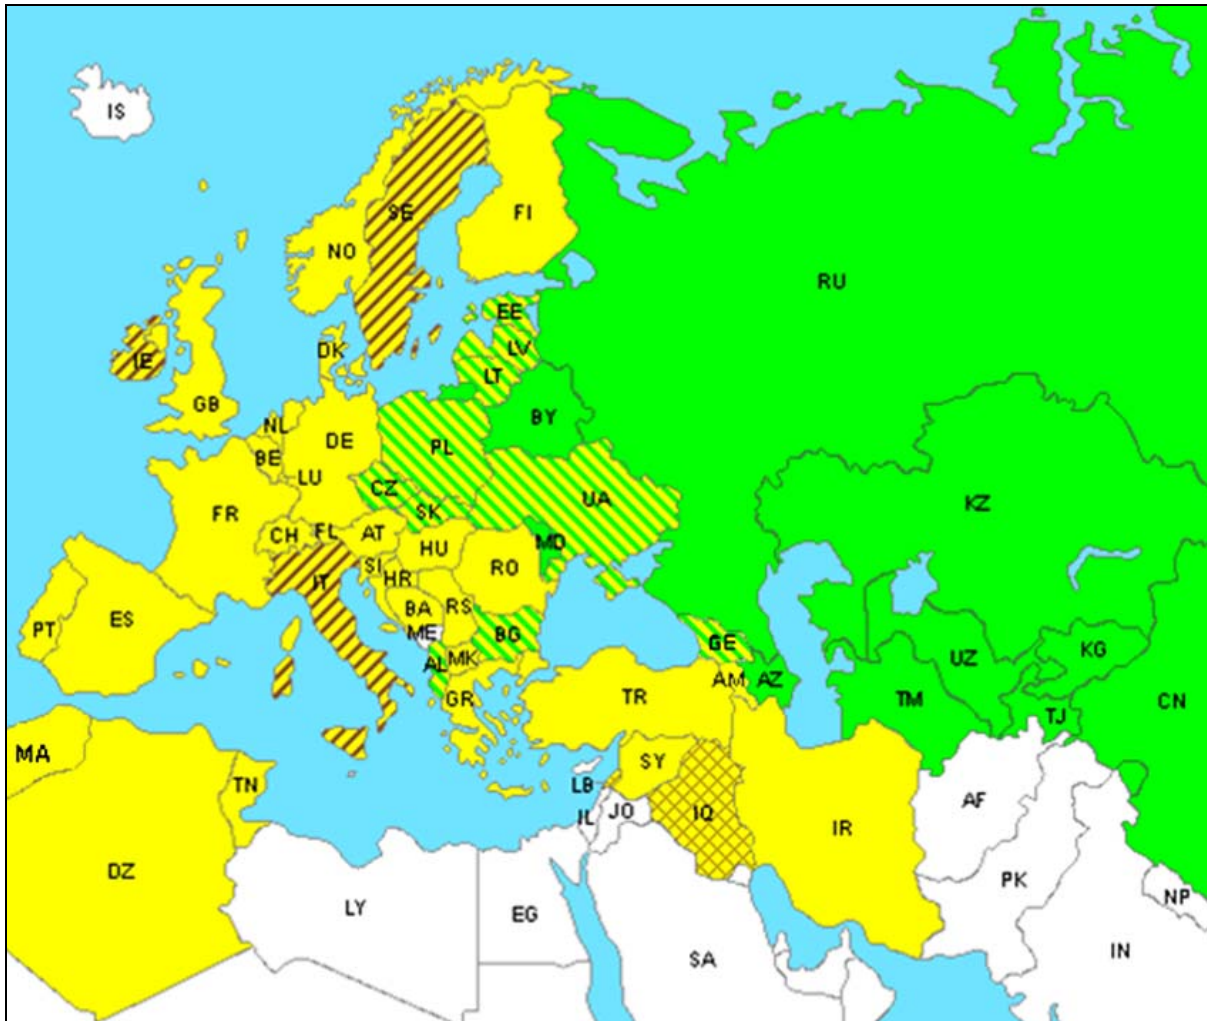 IS
SE
FI
NO
RU
EE
LV
DK
IE
LT
GB
BY
NL
DE
PL
BE
LU
CZ
UA
KZ
FR
SK
CH
FL
AT
MD
HU
RO
SI
IT
HR
BA
RS
ES
PT
ME
BG
GE
UZ
KG
AL
MK
AM
AZ
GR
TR
TM
CN
TJ
MA
SY
TN
LB
AF
JO
IQ
IL
IR
DZ
PK
LY
NP
EG
IN
SA